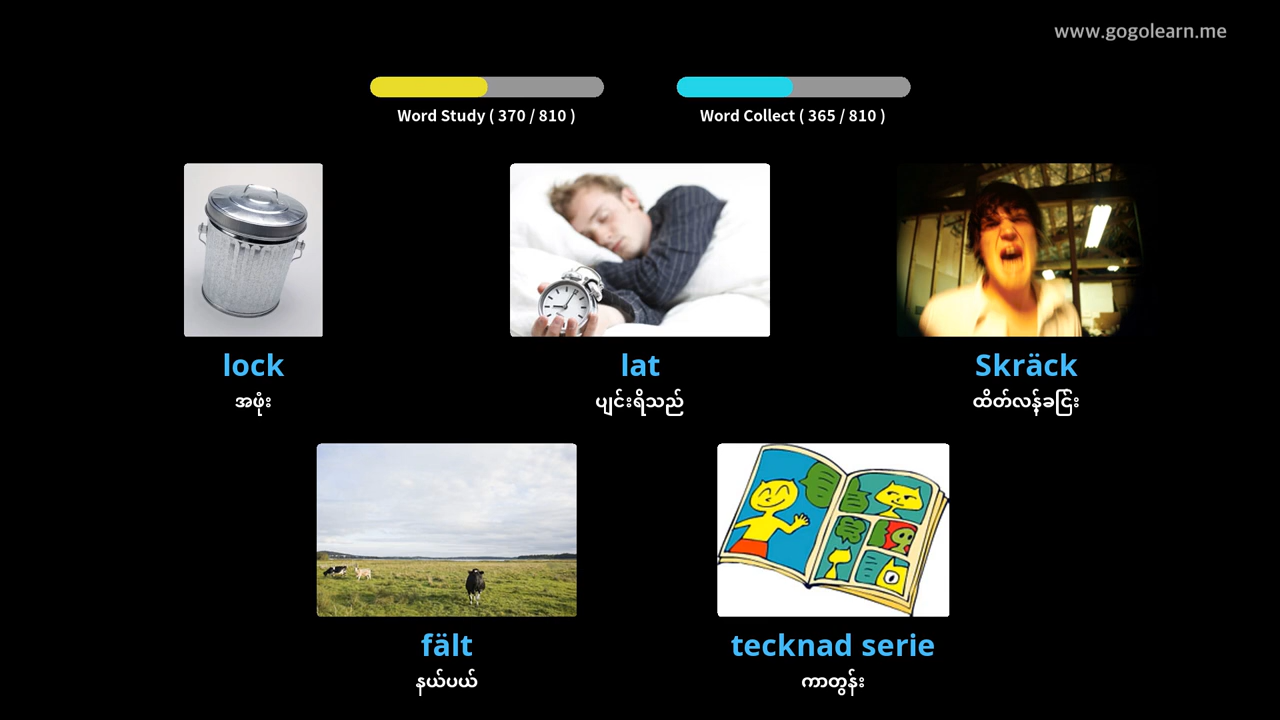 www.gogolearn.me
Word Study ( 370 / 810 )
Word Collect ( 365 / 810 )
lock
lat
Skräck
အဖုံး
ပျင်းရိသည်
ထိတ်လန့်ခြင်း
fält
tecknad serie
နယ်ပယ်
ကာတွန်း